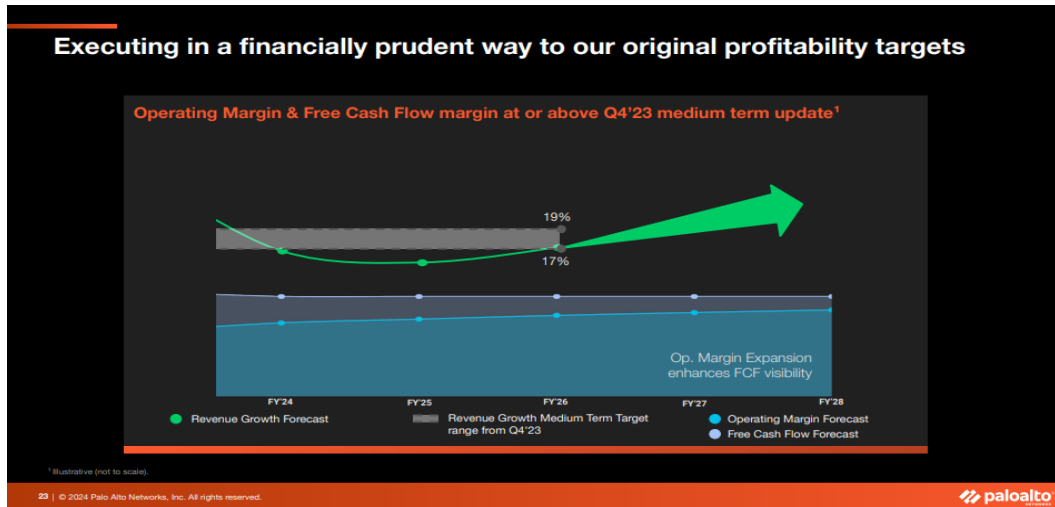 Executing in a financially prudent way to our original profitability targets
Operating Margin & Free Cash Flow margin at or above Q4'23 medium term update¹
19%
17%
Op. Margin Expansion
enhances FCF visibility
FY'24
FY'25
FY'26
FY'27
FY'28
Revenue Growth Forecast
Revenue Growth Medium Term Target
range from Q4'23
Operating Margin Forecast
Free Cash Flow Forecast
¹ Illustrative (not to scale).
23 | © 2024 Palo Alto Networks, Inc. All rights reserved.
paloalto
NETWORKS